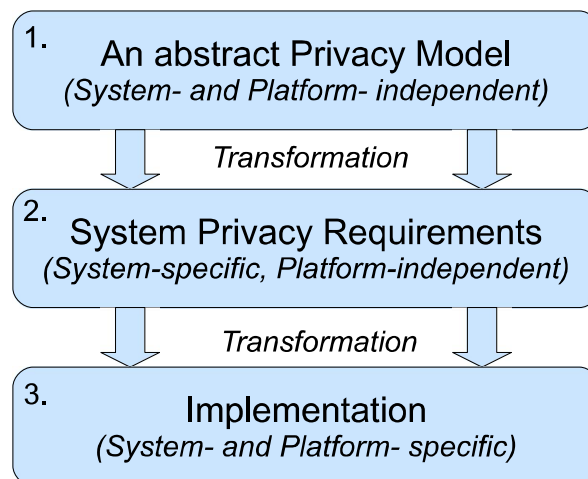 1.
An abstract Privacy Model
(System- and Platform- independent)
Transformation
2.
System Privacy Requirements
(System-specific, Platform-independent)
Transformation
3.
Implementation
(System- and Platform- specific)